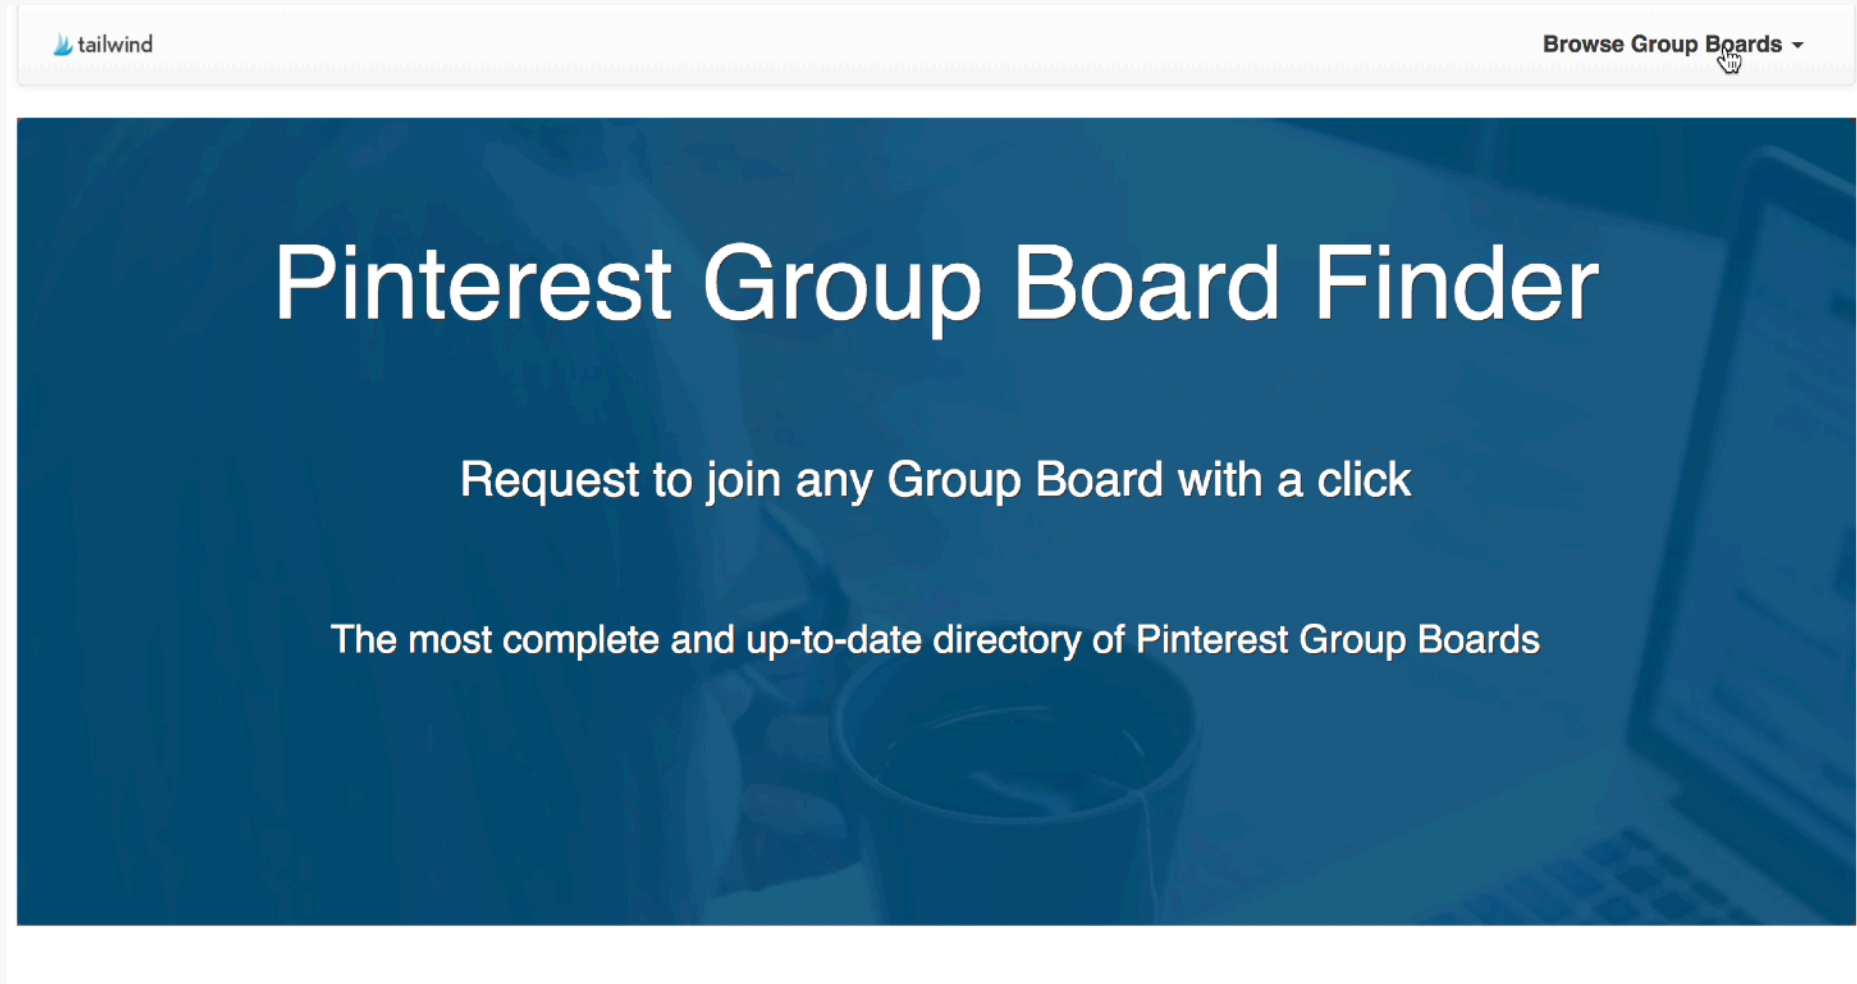 tailwind
Browse Group Boards
Pinterest Group Board Finder
Request to join any Group Board with a click
The most complete and up-to-date directory of Pinterest Group Boards